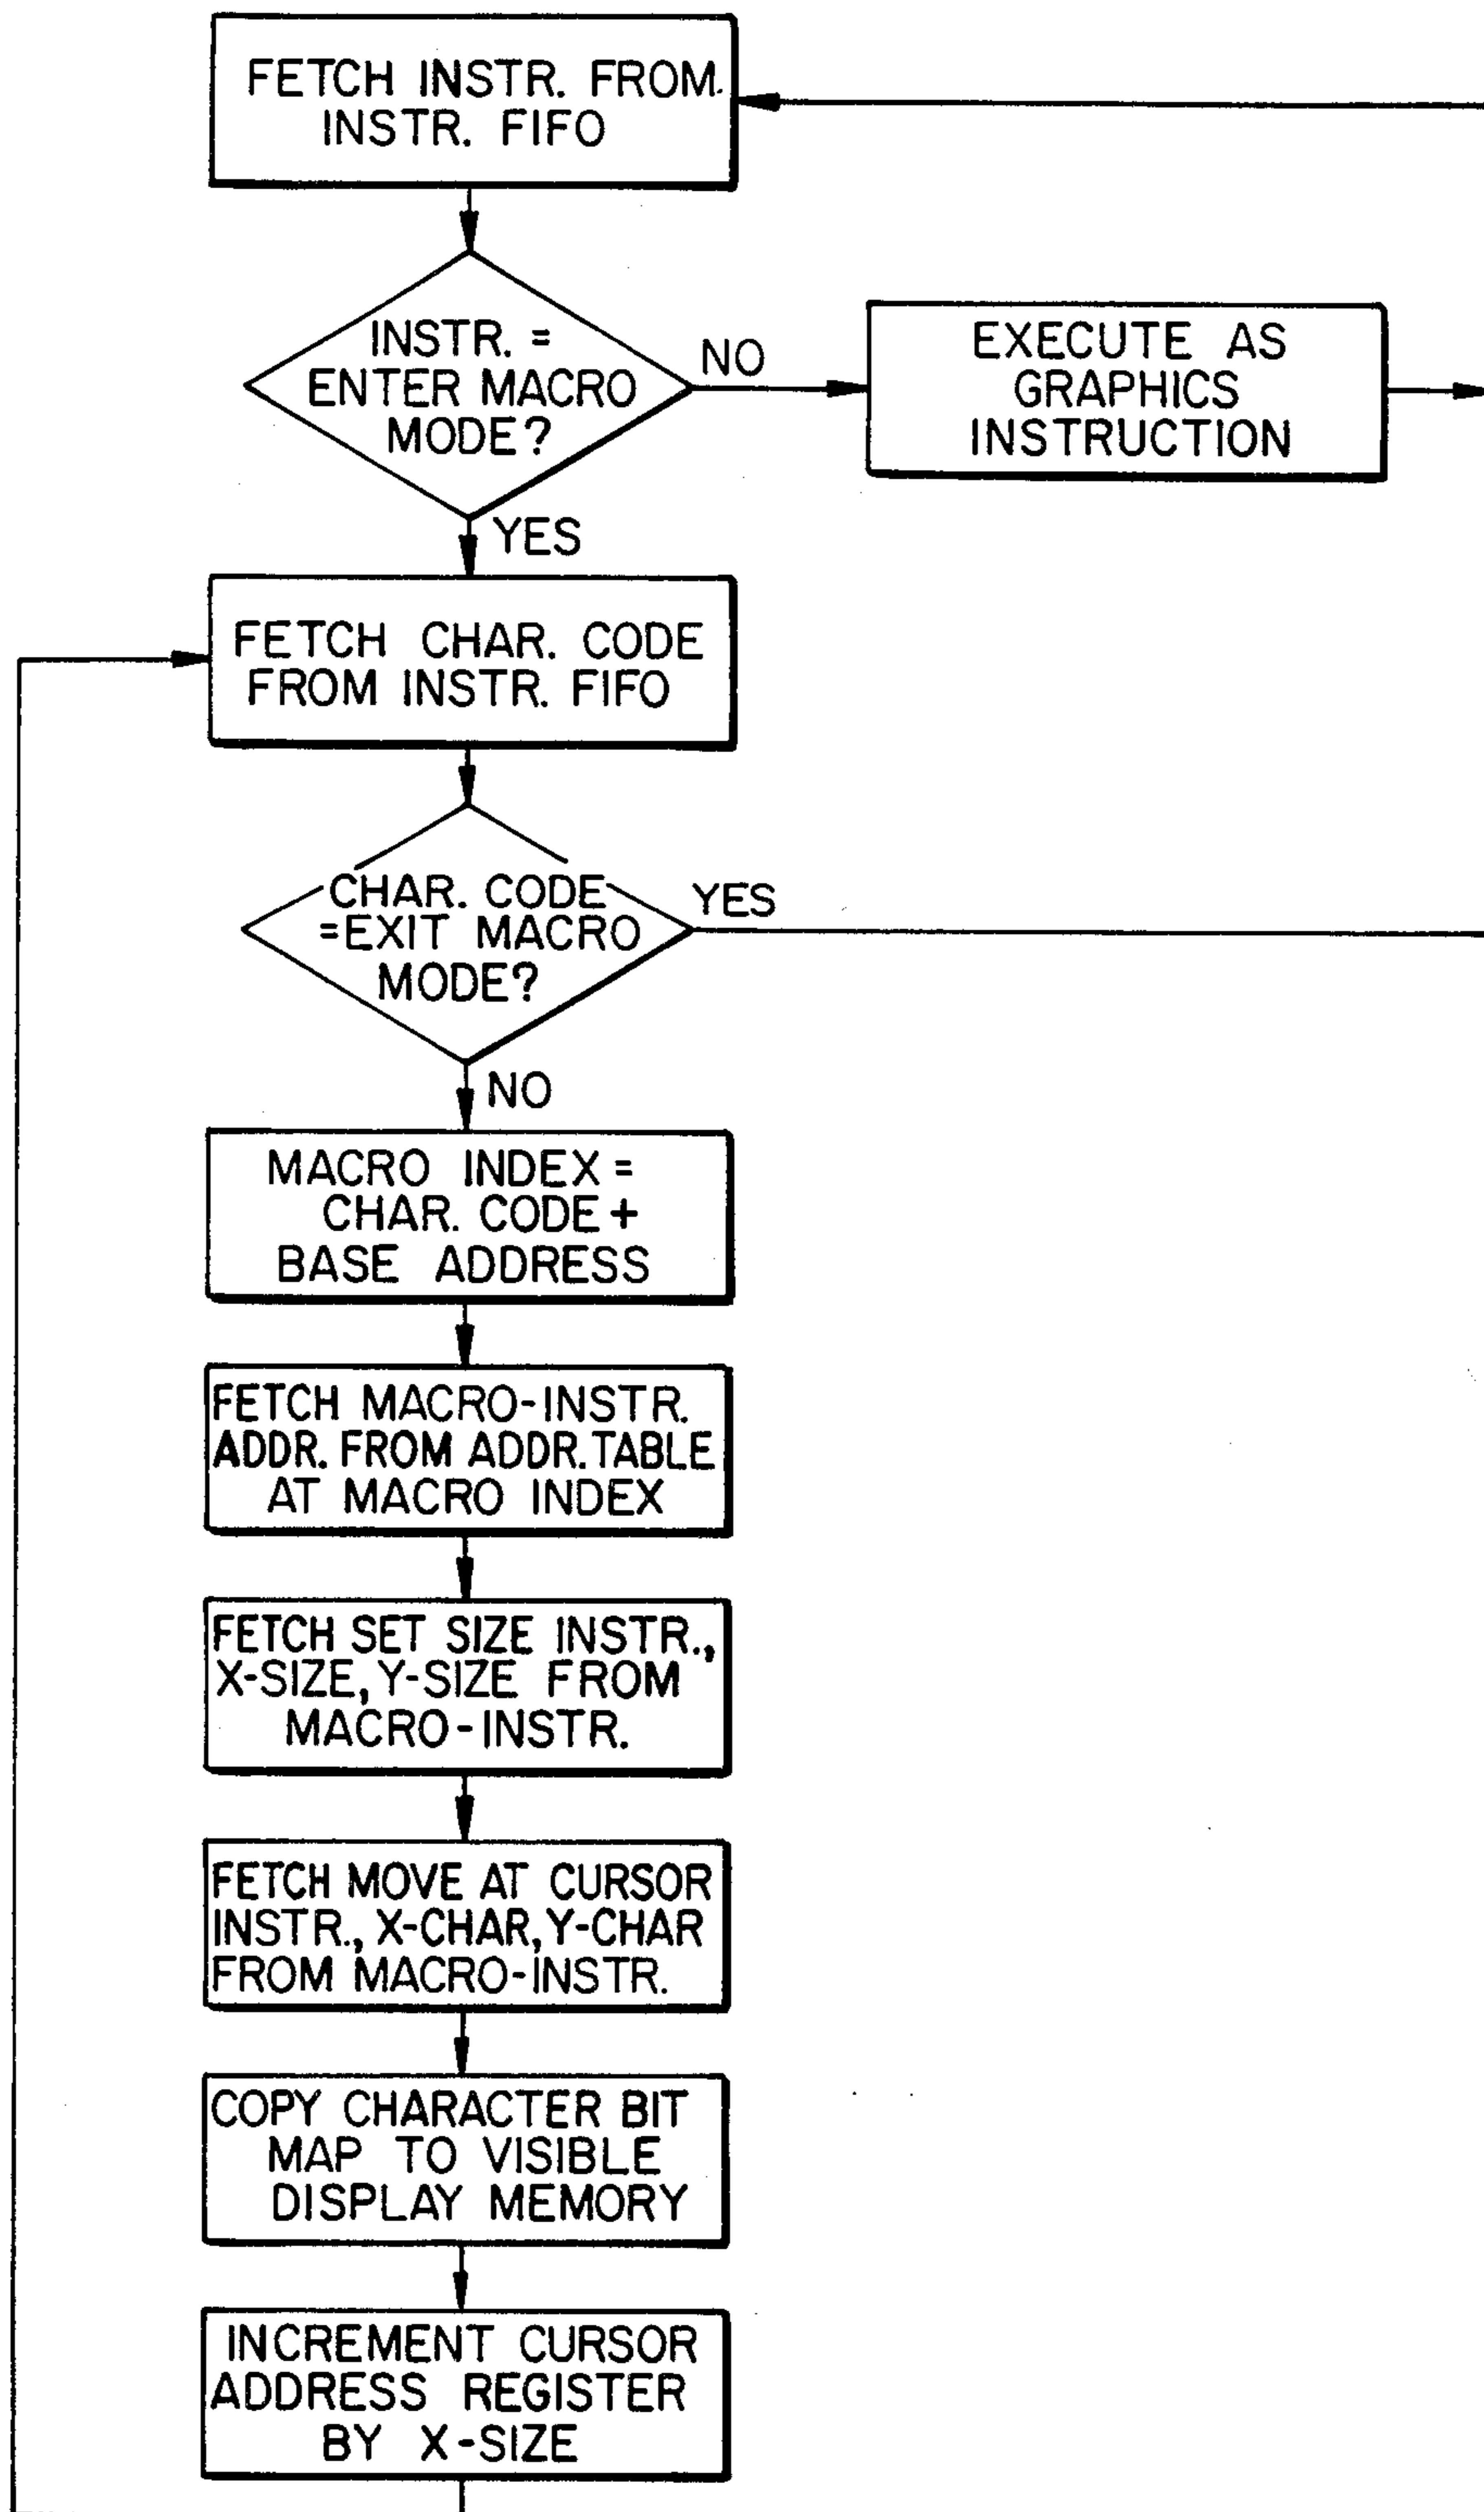 FETCH INSTR. FROM
INSTR. FIFO
INSTR. =
ENTER MACRO
MODE?
NO
EXECUTE AS
GRAPHICS
INSTRUCTION
YES
FETCH CHAR. CODE
FROM INSTR. FIFO
CHAR. CODE
=EXIT MACRO
MODE?
YES
NO
MACRO INDEX =
CHAR. CODE +
BASE ADDRESS
FETCH MACRO-INSTR.
ADDR. FROM ADDR. TABLE
AT MACRO INDEX
FETCH SET SIZE INSTR.,
X-SIZE, Y-SIZE FROM
MACRO-INSTR.
FETCH MOVE AT CURSOR
INSTR., X-CHAR, Y-CHAR
FROM MACRO-INSTR.
COPY CHARACTER BIT
MAP TO VISIBLE
DISPLAY MEMORY
INCREMENT CURSOR
ADDRESS REGISTER
BY X-SIZE